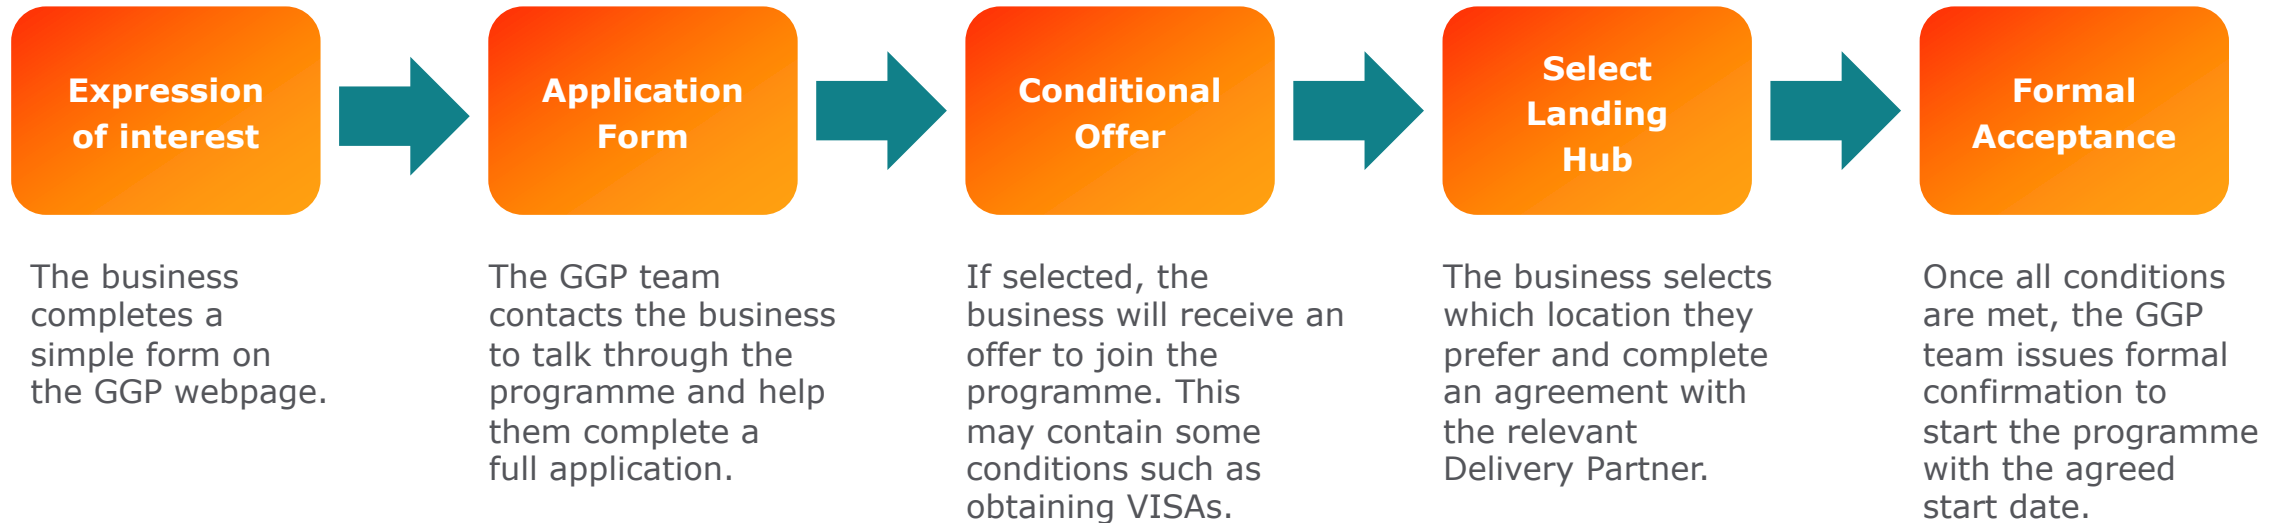 Expression
of interest
Application
Form
Conditional
Offer
Select
Landing
Hub
Formal
Acceptance
The business
completes a
simple form on
the GGP webpage.
The GGP team
contacts the business
to talk through the
programme and help
them complete a
full application.
If selected, the
business will receive an
offer to join the
programme. This
may contain some
conditions such as
obtaining VISAs.
The business selects
which location they
prefer and complete
an agreement with
the relevant
Delivery Partner.
Once all conditions
are met, the GGP
team issues formal
confirmation to
start the programme
with the agreed
start date.